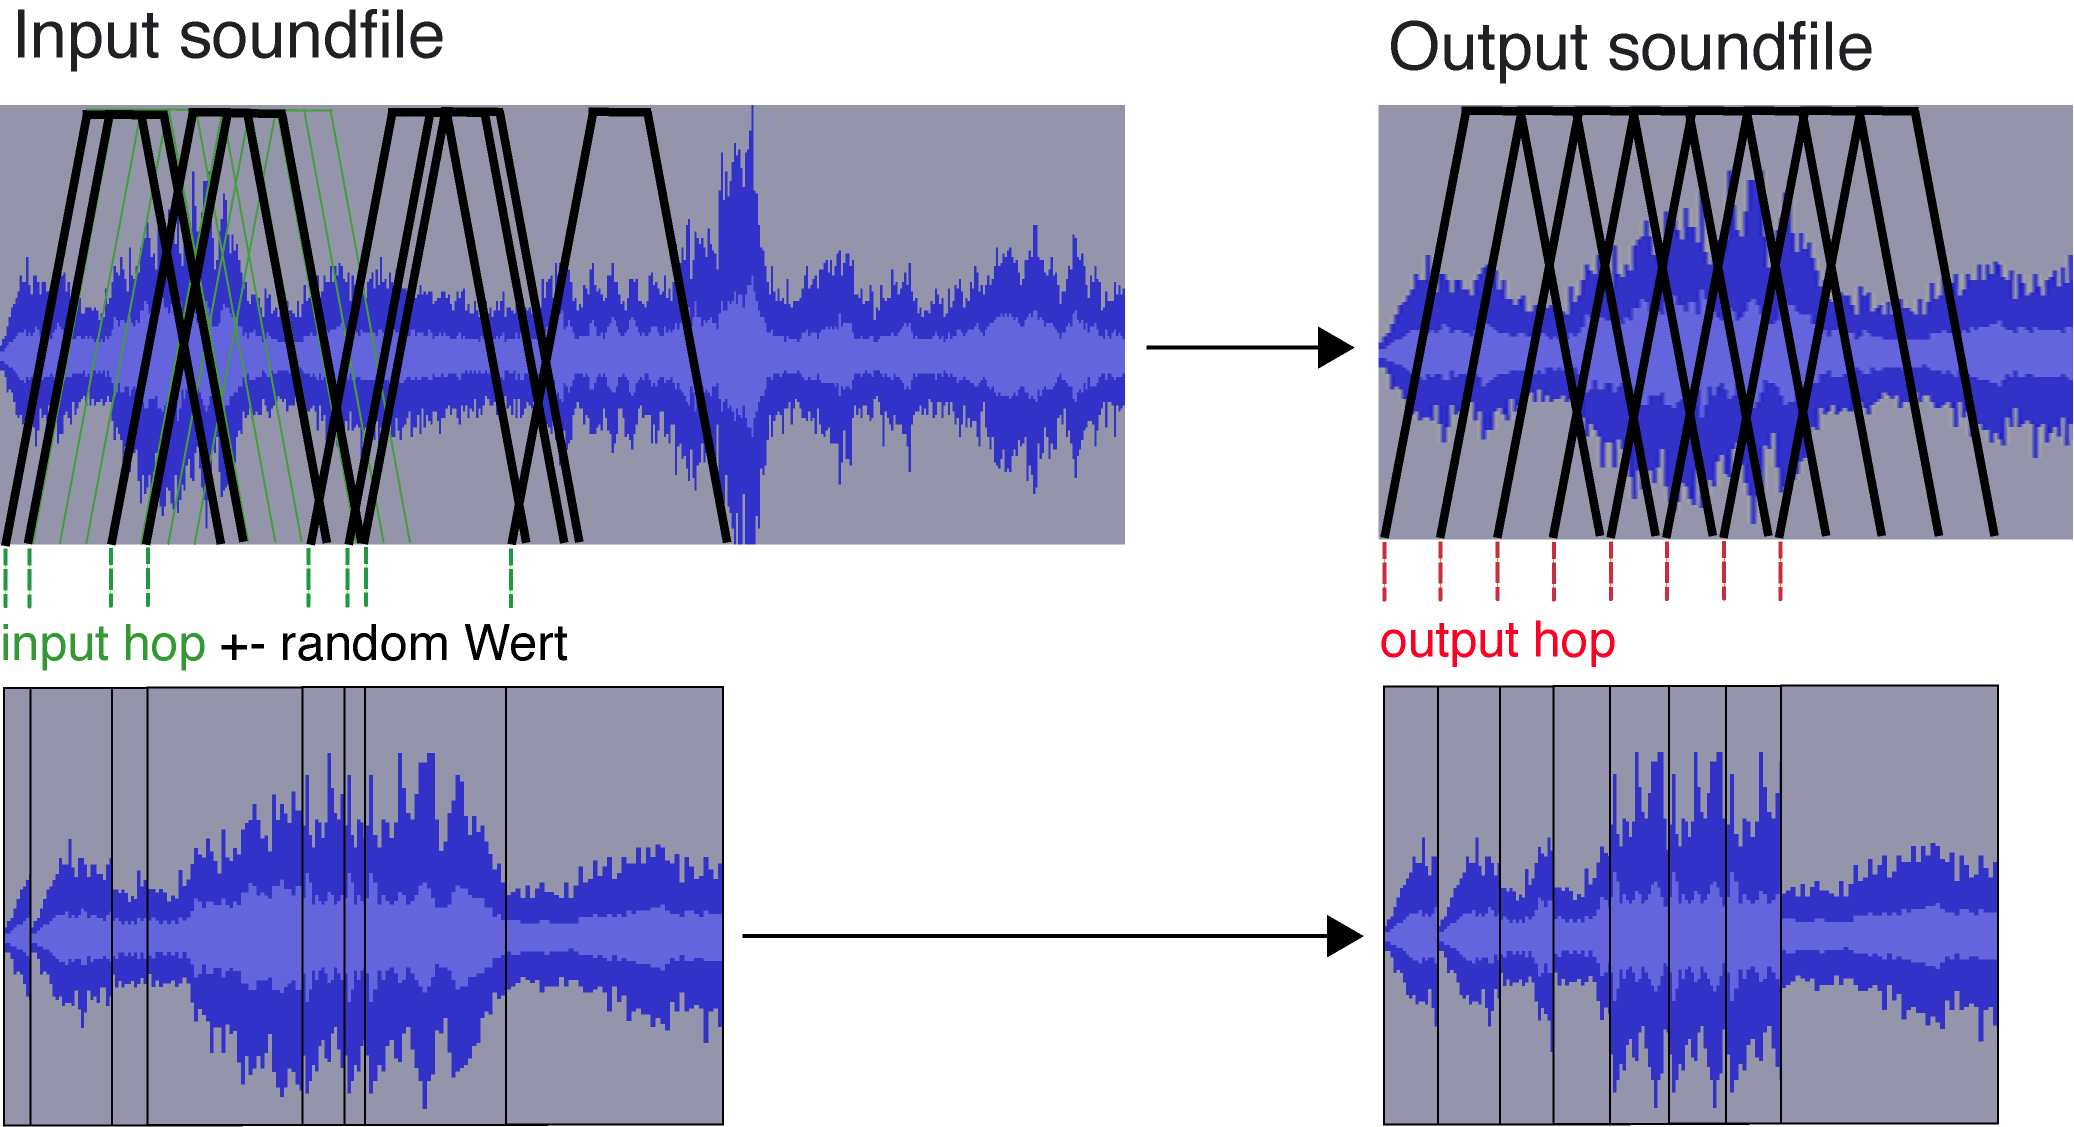 Input soundfile
Output soundfile
input hop +- random Wert
output hop